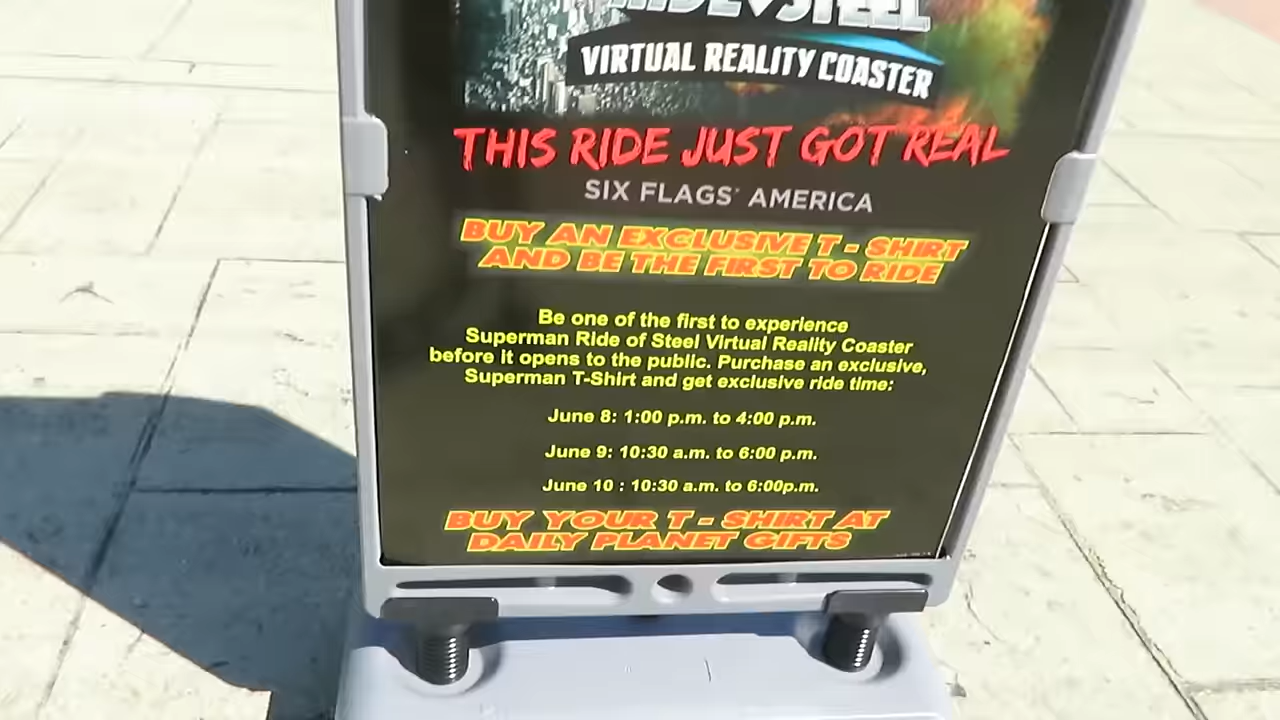 RIDE STEEL
VIRTUAL REALITY COASTER
THIS RIDE JUST GOT REAL
SIX FLAGS AMERICA
BUY AN EXCLUSIVE T - SHIRT
AND BE THE FIRST TO RIDE
Be one of the first to experience
Superman Ride of Steel Virtual Reality Coaster
before it opens to the public. Purchase an exclusive,
Superman T-Shirt and get exclusive ride time:
June 8: 1:00 p.m. to 4:00 p.m.
June 9: 10:30 a.m. to 6:00 p.m.
June 10 : 10:30 a.m. to 6:00p.m.
BUY YOUR T - SHIRT AT
DAILY PLANET GIFTS